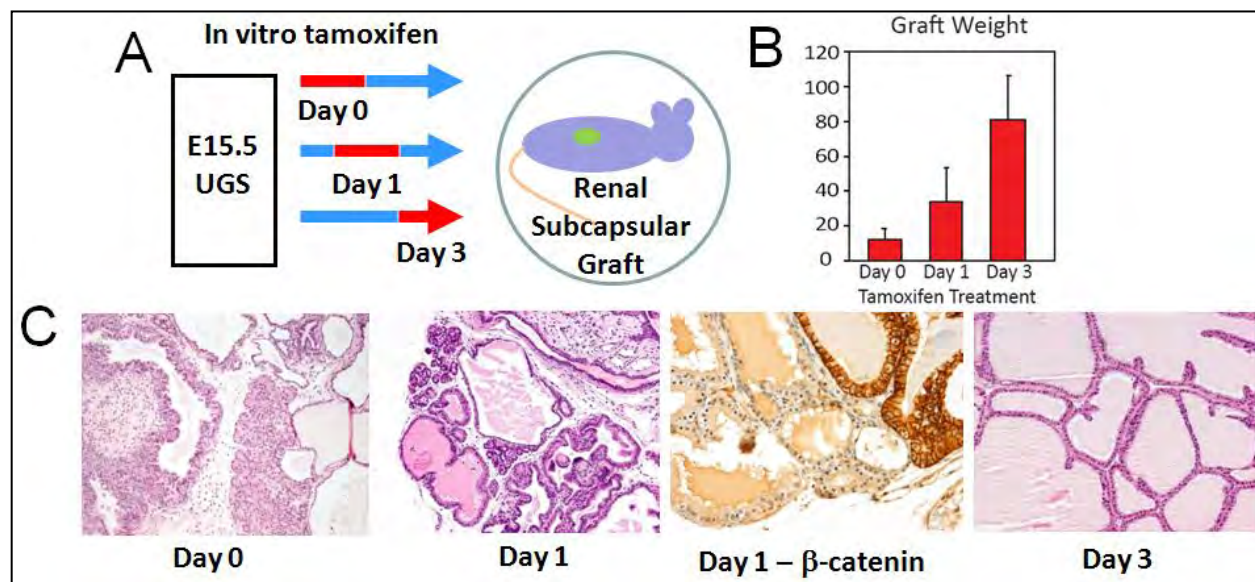 A
In vitro tamoxifen
E15.5
UGS
Day 0
Day 1
Day 3
Renal
Subcapsular
Graft
B
Graft Weight
120
100
80
60
40
20
0
Day 0 Day 1 Day 3
Tamoxifen Treatment
C
Day 0
Day 1
Day 1 – β-catenin
Day 3